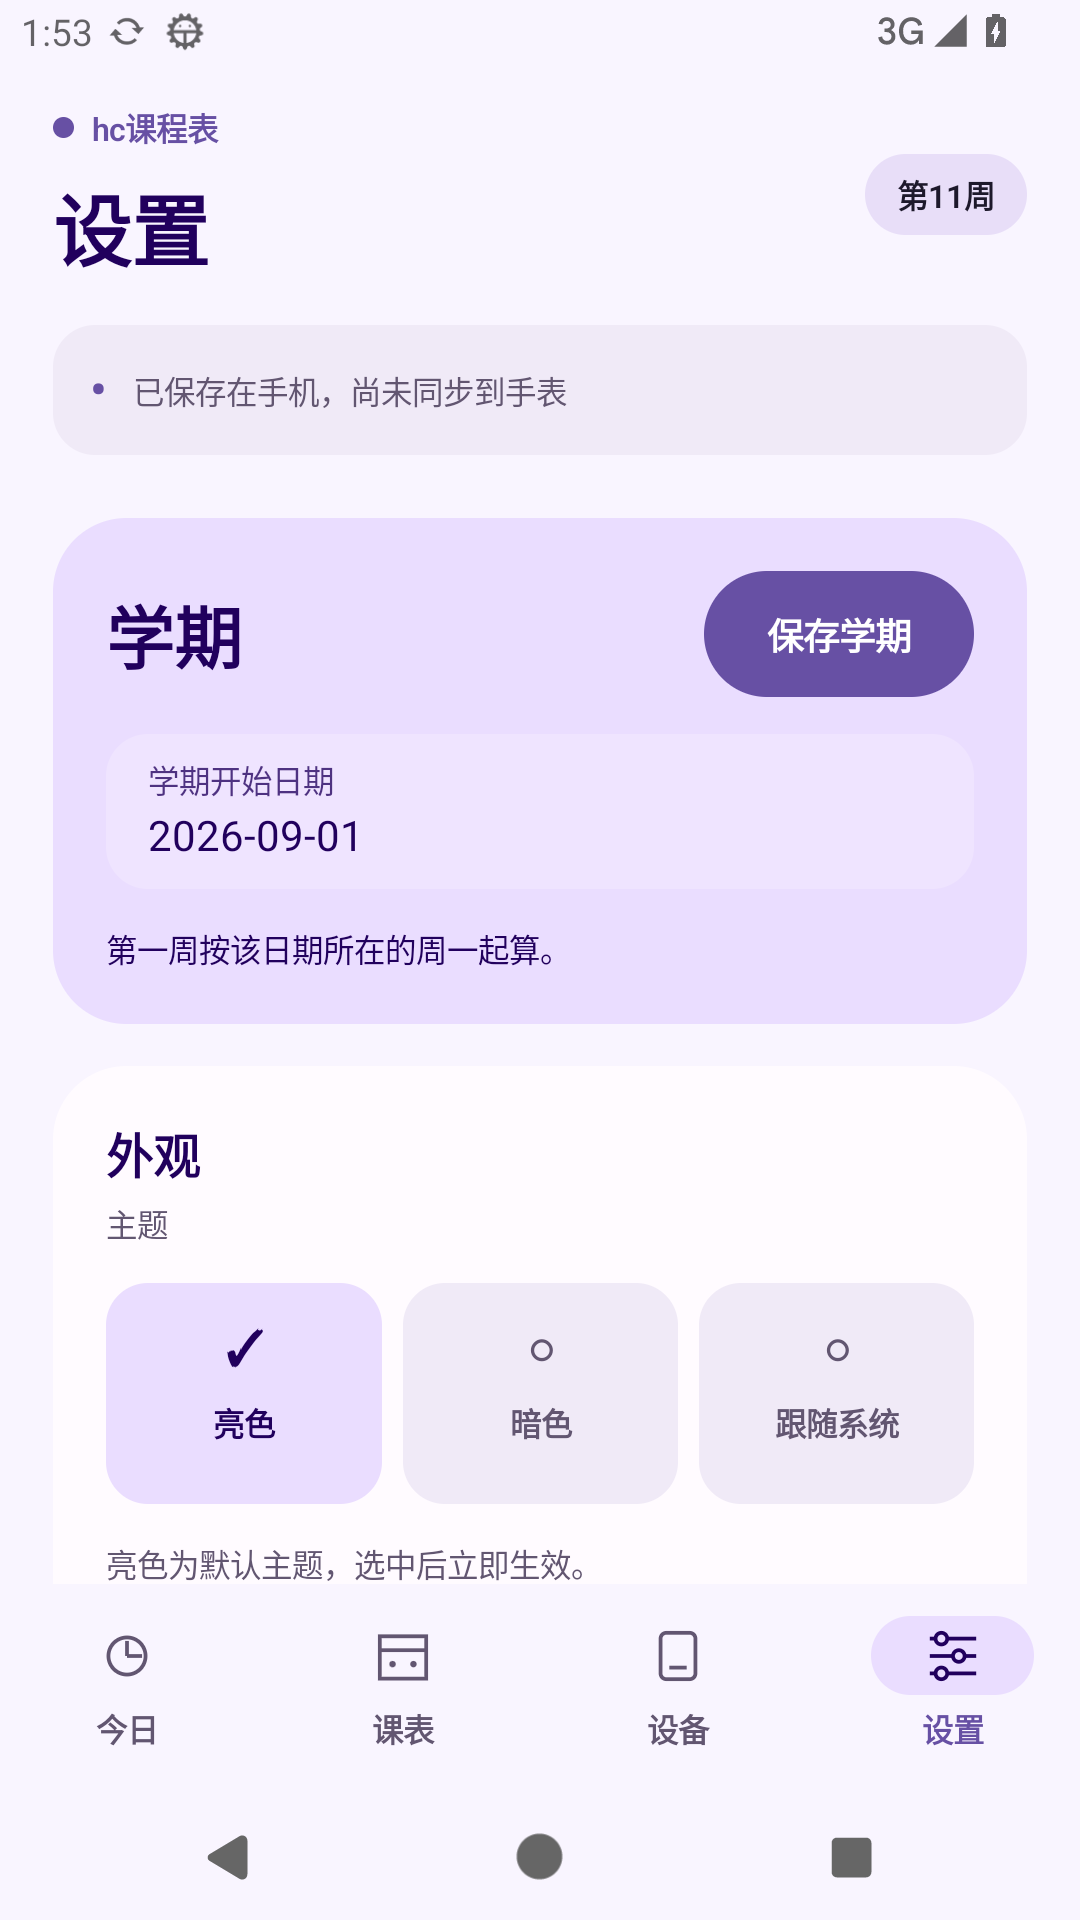 1:53
3G
hc课程表
设置
第11周
已保存在手机，尚未同步到手表
学期
保存学期
学期开始日期
2026-09-01
第一周按该日期所在的周一起算。
外观
主题
✓
亮色
暗色
跟随系统
亮色为默认主题，选中后立即生效。
今日
课表
设备
设置